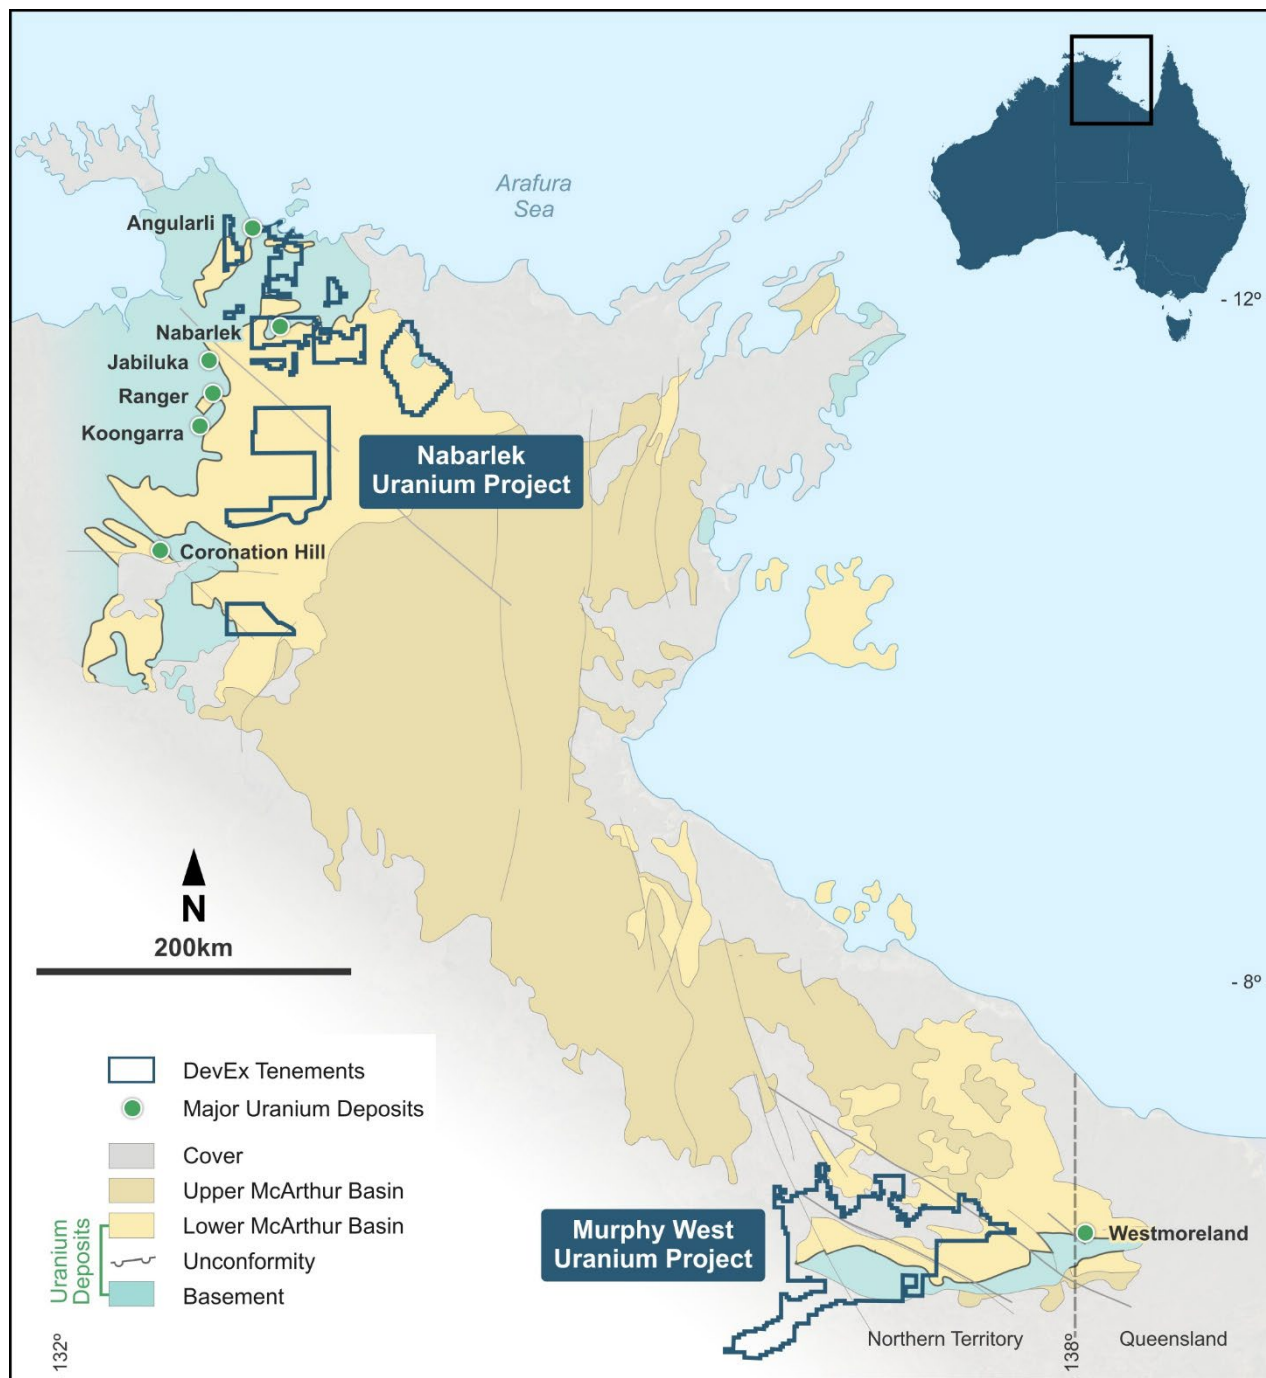 Arafura
Sea
- 12º
Angularli
Nabarlek
Jabiluka
Ranger
Koongarra
Nabarlek
Uranium Project
Coronation Hill
N
200km
- 8º
DevEx Tenements
Major Uranium Deposits
Cover
Upper McArthur Basin
Lower McArthur Basin
Unconformity
Basement
Uranium
Deposits
Murphy West
Uranium Project
Westmoreland
Northern Territory
Queensland
132º
138º